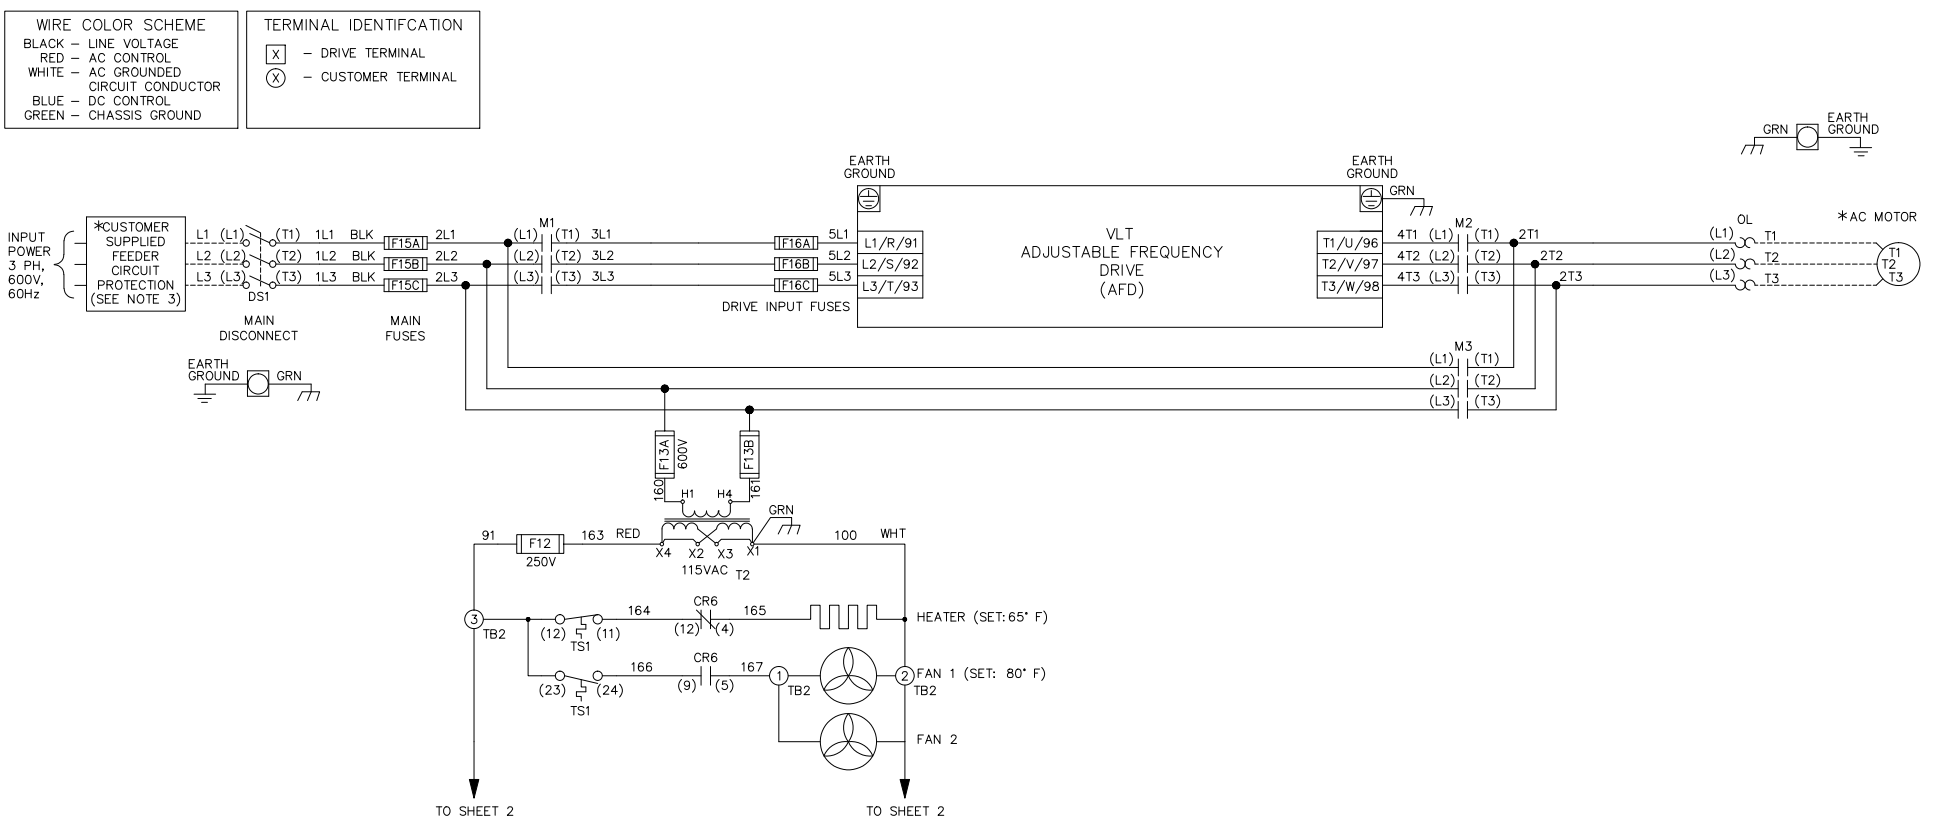 WIRE COLOR SCHEME
BLACK – LINE VOLTAGE
RED – AC CONTROL
WHITE – AC GROUNDED
CIRCUIT CONDUCTOR
BLUE – DC CONTROL
GREEN – CHASSIS GROUND
TERMINAL IDENTIFCATION
X – DRIVE TERMINAL
X – CUSTOMER TERMINAL
GRN
EARTH
GROUND
EARTH
GROUND
EARTH
GROUND
GRN
INPUT
POWER
3 PH,
600V,
60Hz
*CUSTOMER
SUPPLIED
FEEDER
CIRCUIT
PROTECTION
(SEE NOTE 3)
L1 (L1) (T1) 1L1 BLK F15A 2L1 (L1) M1 (T1) 3L1 F16A 5L1 L1/R/91
L2 (L2) (T2) 1L2 BLK F15B 2L2 (L2) (T2) 3L2 F16B 5L2 L2/S/92
L3 (L3) (T3) 1L3 BLK F15C 2L3 (L3) (T3) 3L3 F16C 5L3 L3/T/93
DS1
MAIN
DISCONNECT
MAIN
FUSES
DRIVE INPUT FUSES
VLT
ADJUSTABLE FREQUENCY
DRIVE
(AFD)
T1/U/96 4T1 (L1) M2 (T1) 2T1 (L1) OL T1
T2/V/97 4T2 (L2) (T2) 2T2 (L2) T2
T3/W/98 4T3 (L3) (T3) 2T3 (L3) T3
*AC MOTOR
T1
T2
T3
EARTH
GROUND
GRN
M3
(L1) (T1)
(L2) (T2)
(L3) (T3)
F13A
600V
F13B
160
161
H1 H4
GRN
91 F12 163 RED
250V
X4 X2 X3 X1
100 WHT
115VAC T2
3
TB2
(12) (11)
TS1
164
CR6
(12) (4)
165
HEATER (SET:65° F)
(23) (24)
TS1
166
CR6
(9) (5)
167
1
TB2
2
TB2
FAN 1 (SET: 80° F)
FAN 2
TO SHEET 2
TO SHEET 2